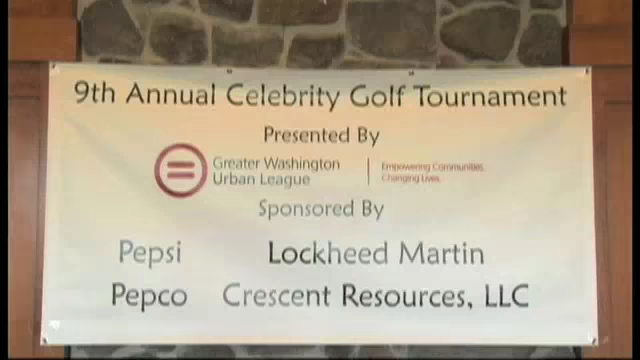 9th Annual Celebrity Golf Tournament
Presented By
Greater Washington
Urban League
Empowering Communities.
Changing Lives.
Sponsored By
Pepsi Lockheed Martin
Pepco Crescent Resources, LLC